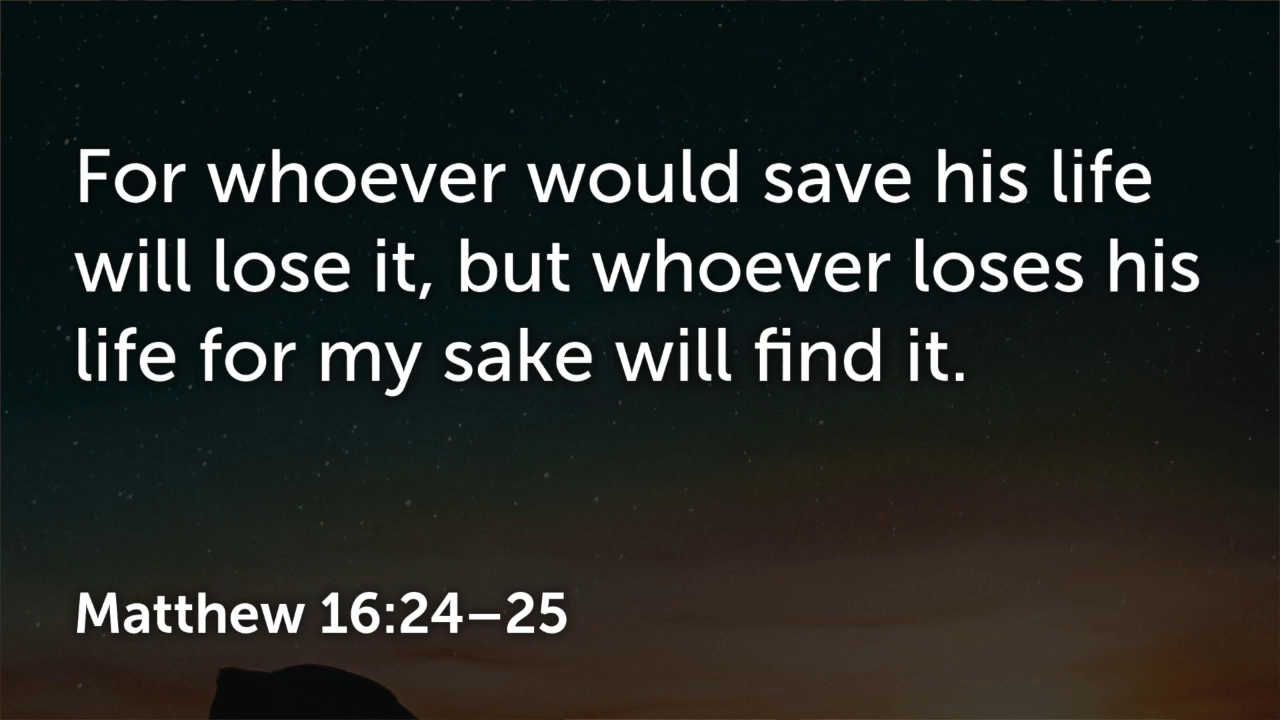 For whoever would save his life
will lose it, but whoever loses his
life for my sake will find it.
Matthew 16:24–25